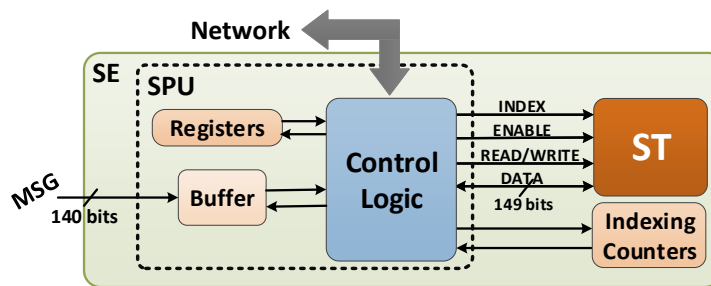 Network
SE
SPU
Registers
Buffer
MSG
140 bits
Control
Logic
INDEX
ENABLE
READ/WRITE
DATA
149 bits
ST
Indexing
Counters